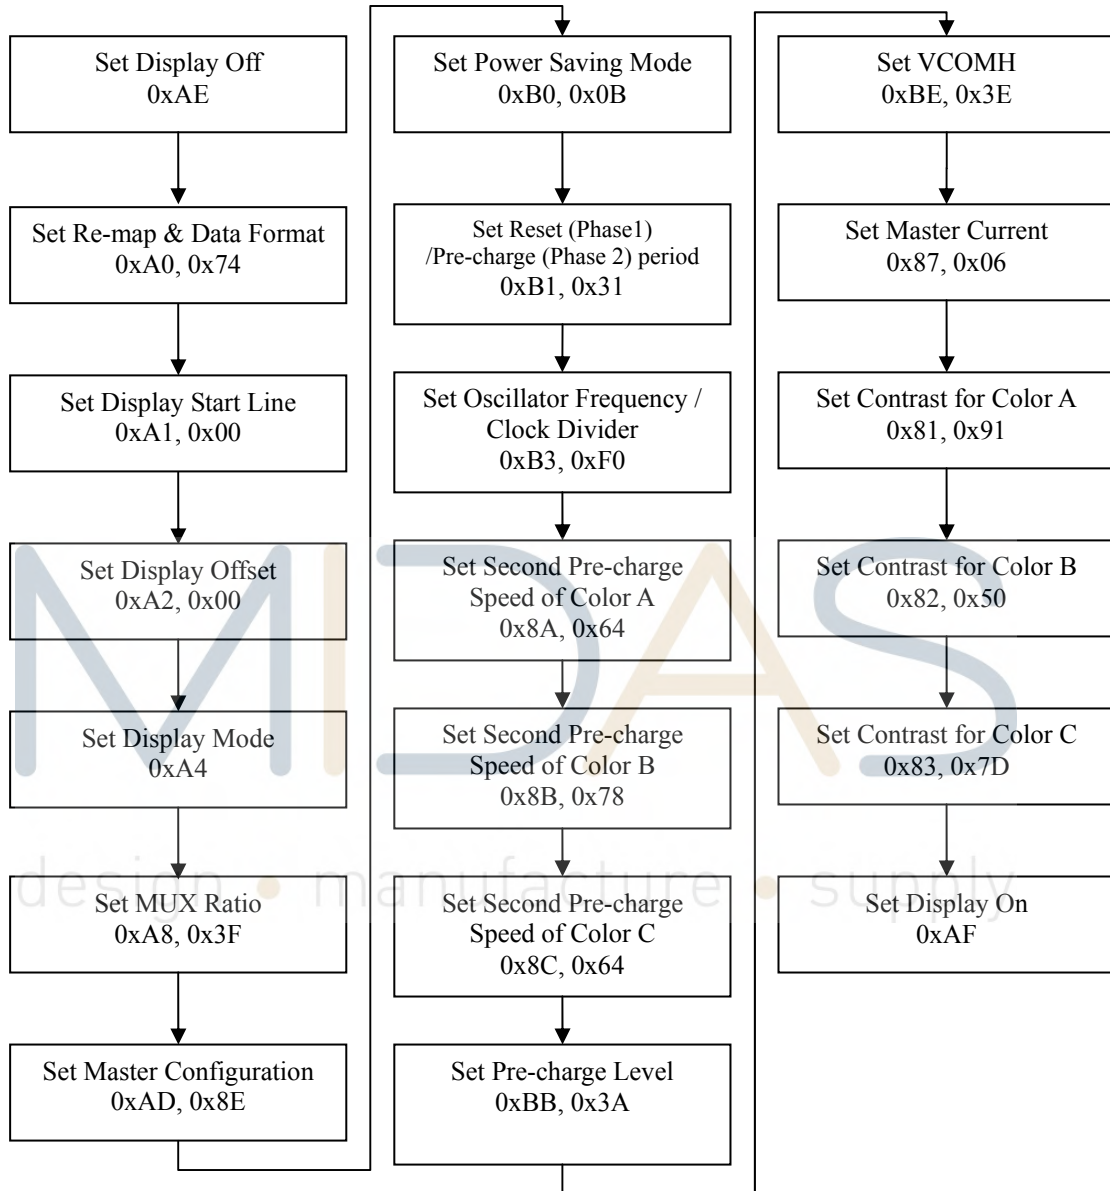 Set Display Off
0xAE
Set Re-map & Data Format
0xA0, 0x74
Set Display Start Line
0xA1, 0x00
Set Display Offset
0xA2, 0x00
Set Display Mode
0xA4
Set MUX Ratio
0xA8, 0x3F
Set Master Configuration
0xAD, 0x8E
Set Power Saving Mode
0xB0, 0x0B
Set Reset (Phase1)
/Pre-charge (Phase 2) period
0xB1, 0x31
Set Oscillator Frequency /
Clock Divider
0xB3, 0xF0
Set Second Pre-charge
Speed of Color A
0x8A, 0x64
Set Second Pre-charge
Speed of Color B
0x8B, 0x78
Set Second Pre-charge
Speed of Color C
0x8C, 0x64
Set Pre-charge Level
0xBB, 0x3A
Set VCOMH
0xBE, 0x3E
Set Master Current
0x87, 0x06
Set Contrast for Color A
0x81, 0x91
Set Contrast for Color B
0x82, 0x50
Set Contrast for Color C
0x83, 0x7D
Set Display On
0xAF
MIDAS
design • manufacture • supply